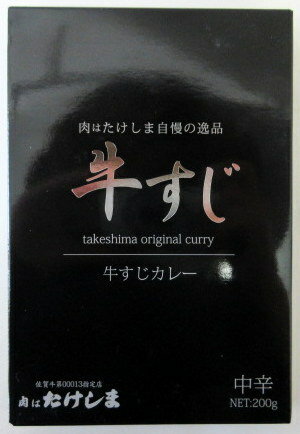 肉はたけしま自慢の逸品
牛すじ
takeshima original curry
牛すじカレー
佐賀牛第00013指定店
肉はたけしま
中辛
NET:200g